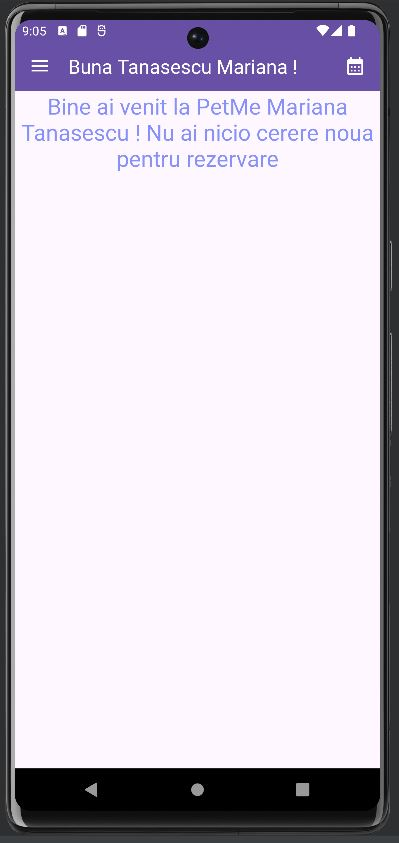 9:05
Buna Tanasescu Mariana !
Bine ai venit la PetMe Mariana
Tanasescu ! Nu ai nicio cerere noua
pentru rezervare